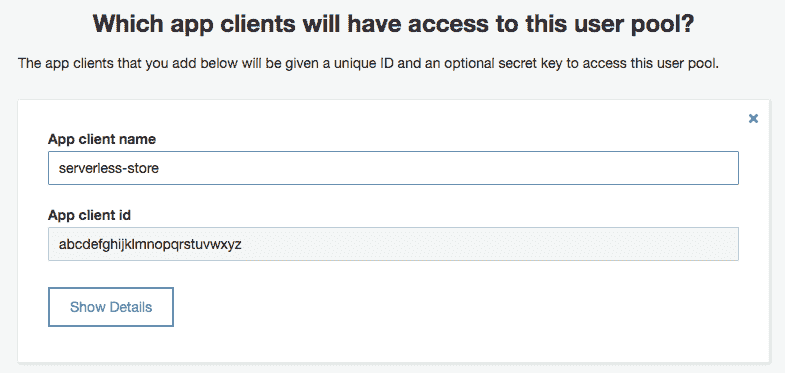 Which app clients will have access to this user pool?
The app clients that you add below will be given a unique ID and an optional secret key to access this user pool.
App client name
serverless-store
App client id
abcdefghijklmnopqrstuvwxyz
Show Details